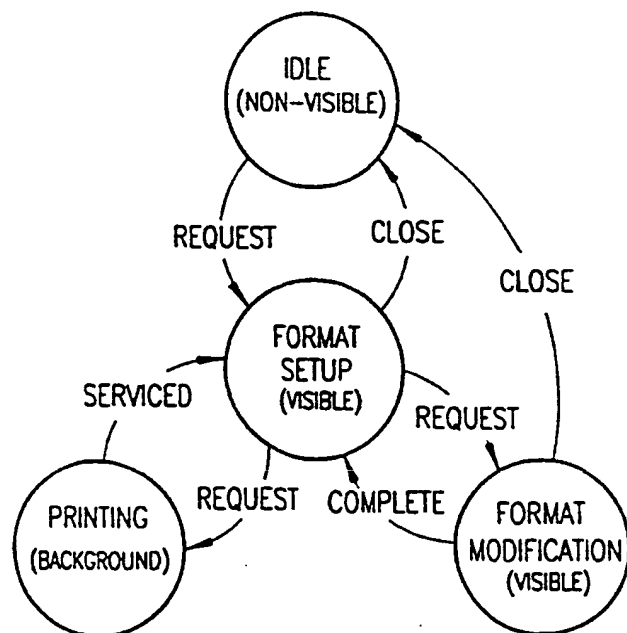 IDLE
(NON-VISIBLE)
REQUEST
CLOSE
CLOSE
FORMAT
SETUP
(VISIBLE)
SERVICED
REQUEST
REQUEST
COMPLETE
PRINTING
(BACKGROUND)
FORMAT
MODIFICATION
(VISIBLE)